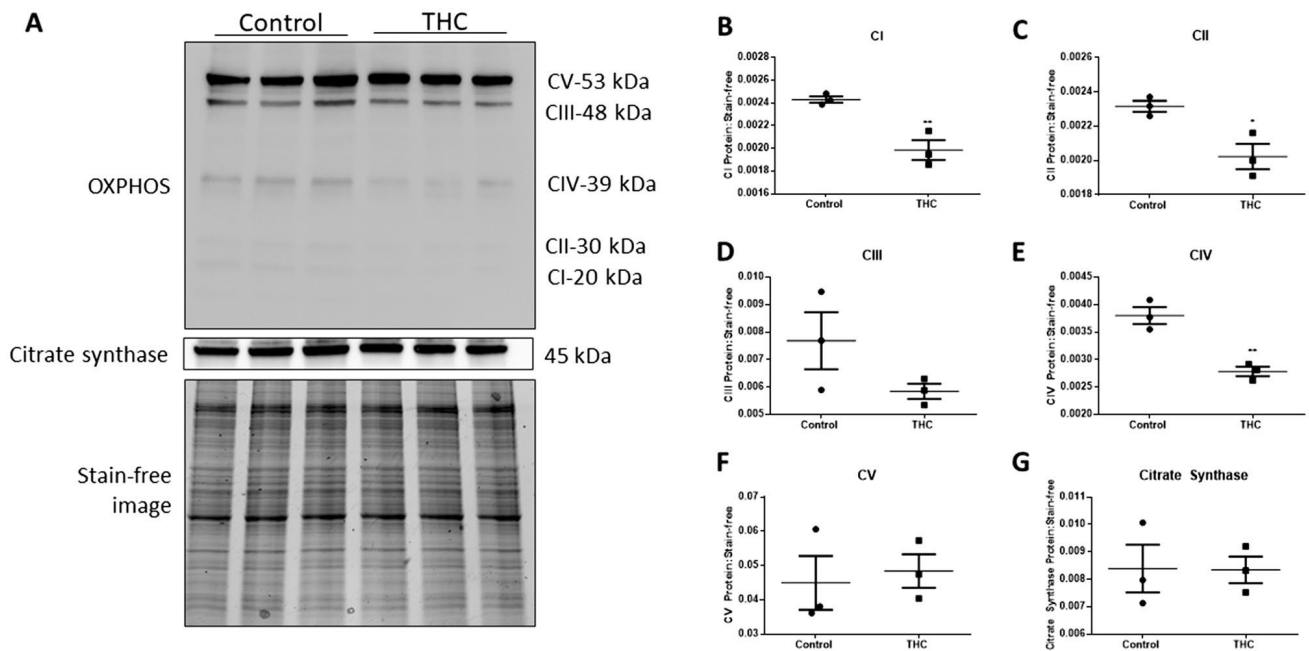 A
Control
THC
CV-53 kDa
CIII-48 kDa
OXPHOS
CIV-39 kDa
CII-30 kDa
CI-20 kDa
Citrate synthase
45 kDa
Stain-free
image
B
CI
CI Protein:Stain-free
0.0028
0.0026
0.0024
0.0022
0.0020
0.0018
0.0016
**
Control
THC
C
CII
CII Protein:Stain-free
0.0026
0.0024
0.0022
0.0020
0.0018
*
Control
THC
D
CIII
CIII Protein:Stain-free
0.010
0.009
0.008
0.007
0.006
0.005
Control
THC
E
CIV
CIV Protein:Stain-free
0.0045
0.0040
0.0035
0.0030
0.0025
0.0020
**
Control
THC
F
CV
CV Protein:Stain-free
0.07
0.06
0.05
0.04
0.03
Control
THC
G
Citrate Synthase
Citrate Synthase Protein:Stain-free
0.011
0.010
0.009
0.008
0.007
0.006
Control
THC